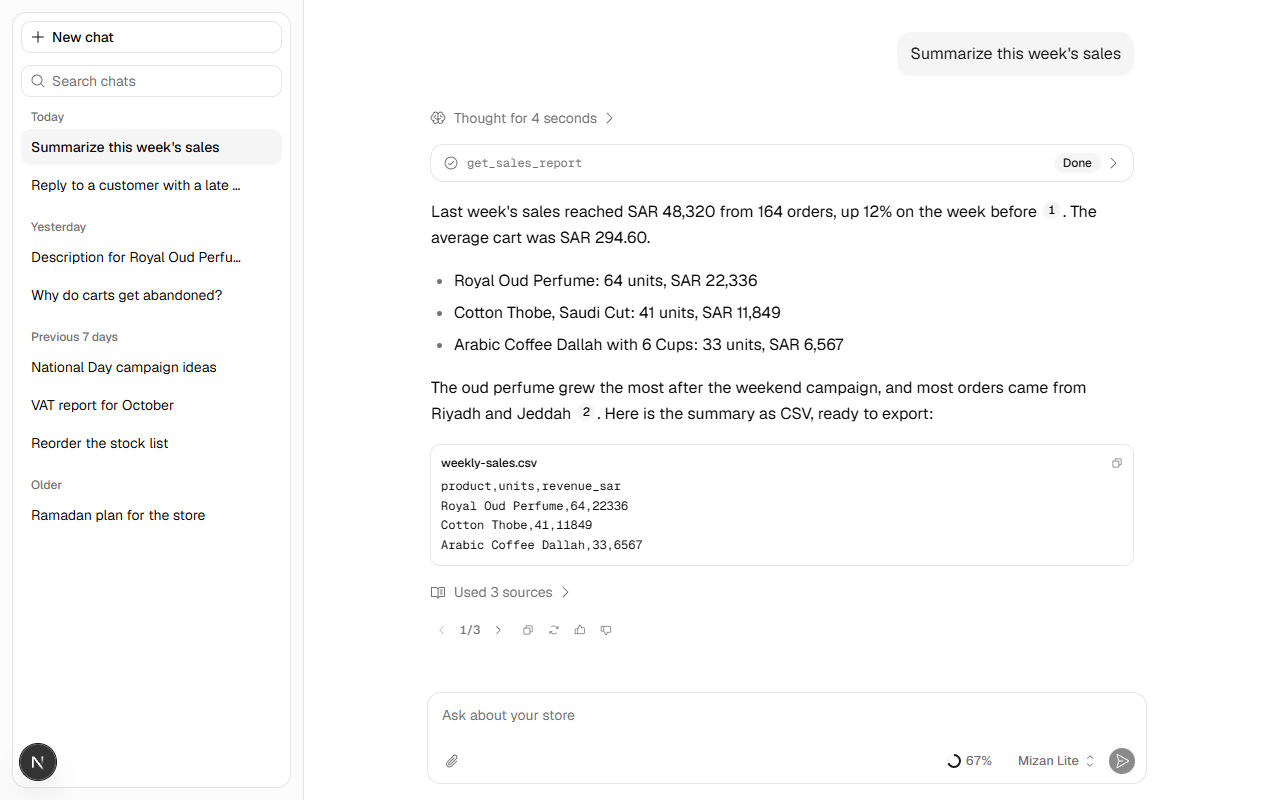 New chat
Search chats
Today
Summarize this week's sales
Reply to a customer with a late …
Yesterday
Description for Royal Oud Perfu…
Why do carts get abandoned?
Previous 7 days
National Day campaign ideas
VAT report for October
Reorder the stock list
Older
Ramadan plan for the store
N
Summarize this week's sales
Thought for 4 seconds
get_sales_report
Done
Last week's sales reached SAR 48,320 from 164 orders, up 12% on the week before 1 . The
average cart was SAR 294.60.
• Royal Oud Perfume: 64 units, SAR 22,336
• Cotton Thobe, Saudi Cut: 41 units, SAR 11,849
• Arabic Coffee Dallah with 6 Cups: 33 units, SAR 6,567
The oud perfume grew the most after the weekend campaign, and most orders came from
Riyadh and Jeddah 2 . Here is the summary as CSV, ready to export:
weekly-sales.csv
product,units,revenue_sar
Royal Oud Perfume,64,22336
Cotton Thobe,41,11849
Arabic Coffee Dallah,33,6567
Used 3 sources
1/3
Ask about your store
67%
Mizan Lite